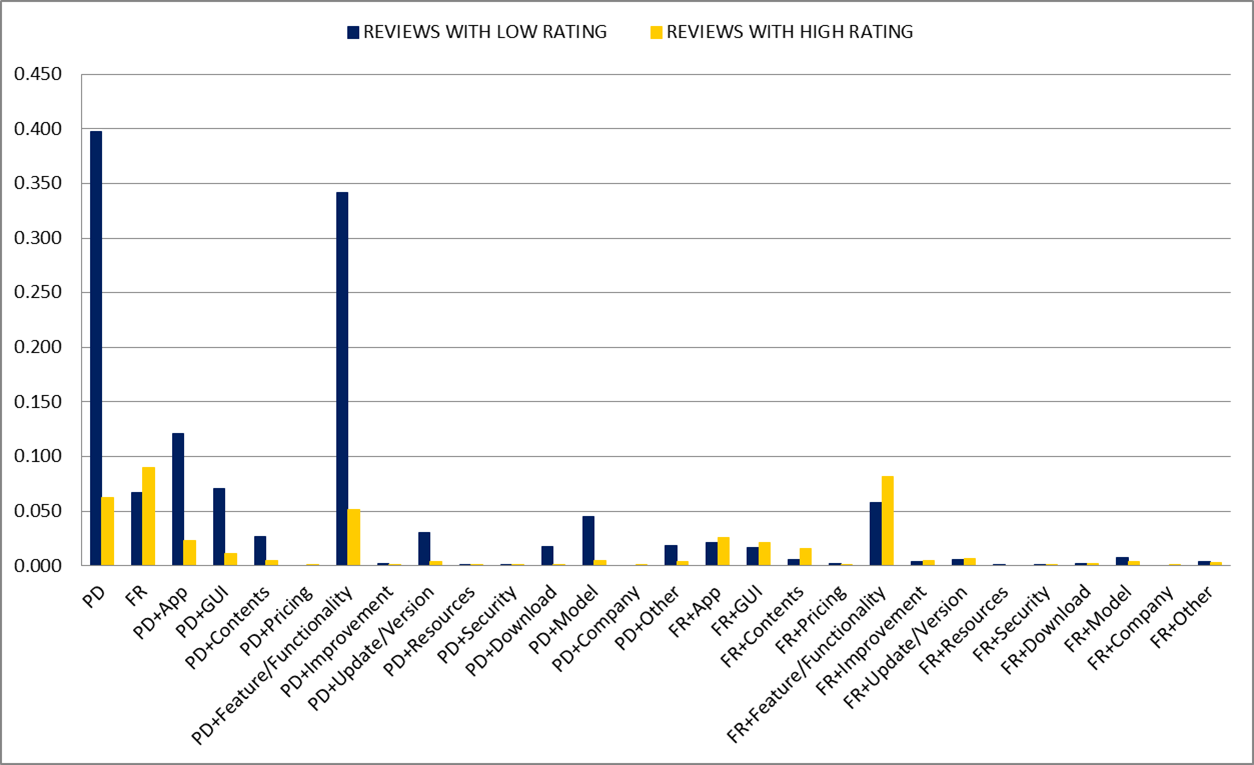 REVIEWS WITH LOW RATING
REVIEWS WITH HIGH RATING
0.450
0.400
0.350
0.300
0.250
0.200
0.150
0.100
0.050
0.000
PD
FR
PD+App
PD+GUI
PD+Contents
PD+Pricing
PD+Feature/Functionality
PD+Improvement
PD+Update/Version
PD+Resources
PD+Security
PD+Download
PD+Model
PD+Company
PD+Other
FR+App
FR+GUI
FR+Contents
FR+Pricing
FR+Feature/Functionality
FR+Improvement
FR+Update/Version
FR+Resources
FR+Security
FR+Download
FR+Model
FR+Company
FR+Other